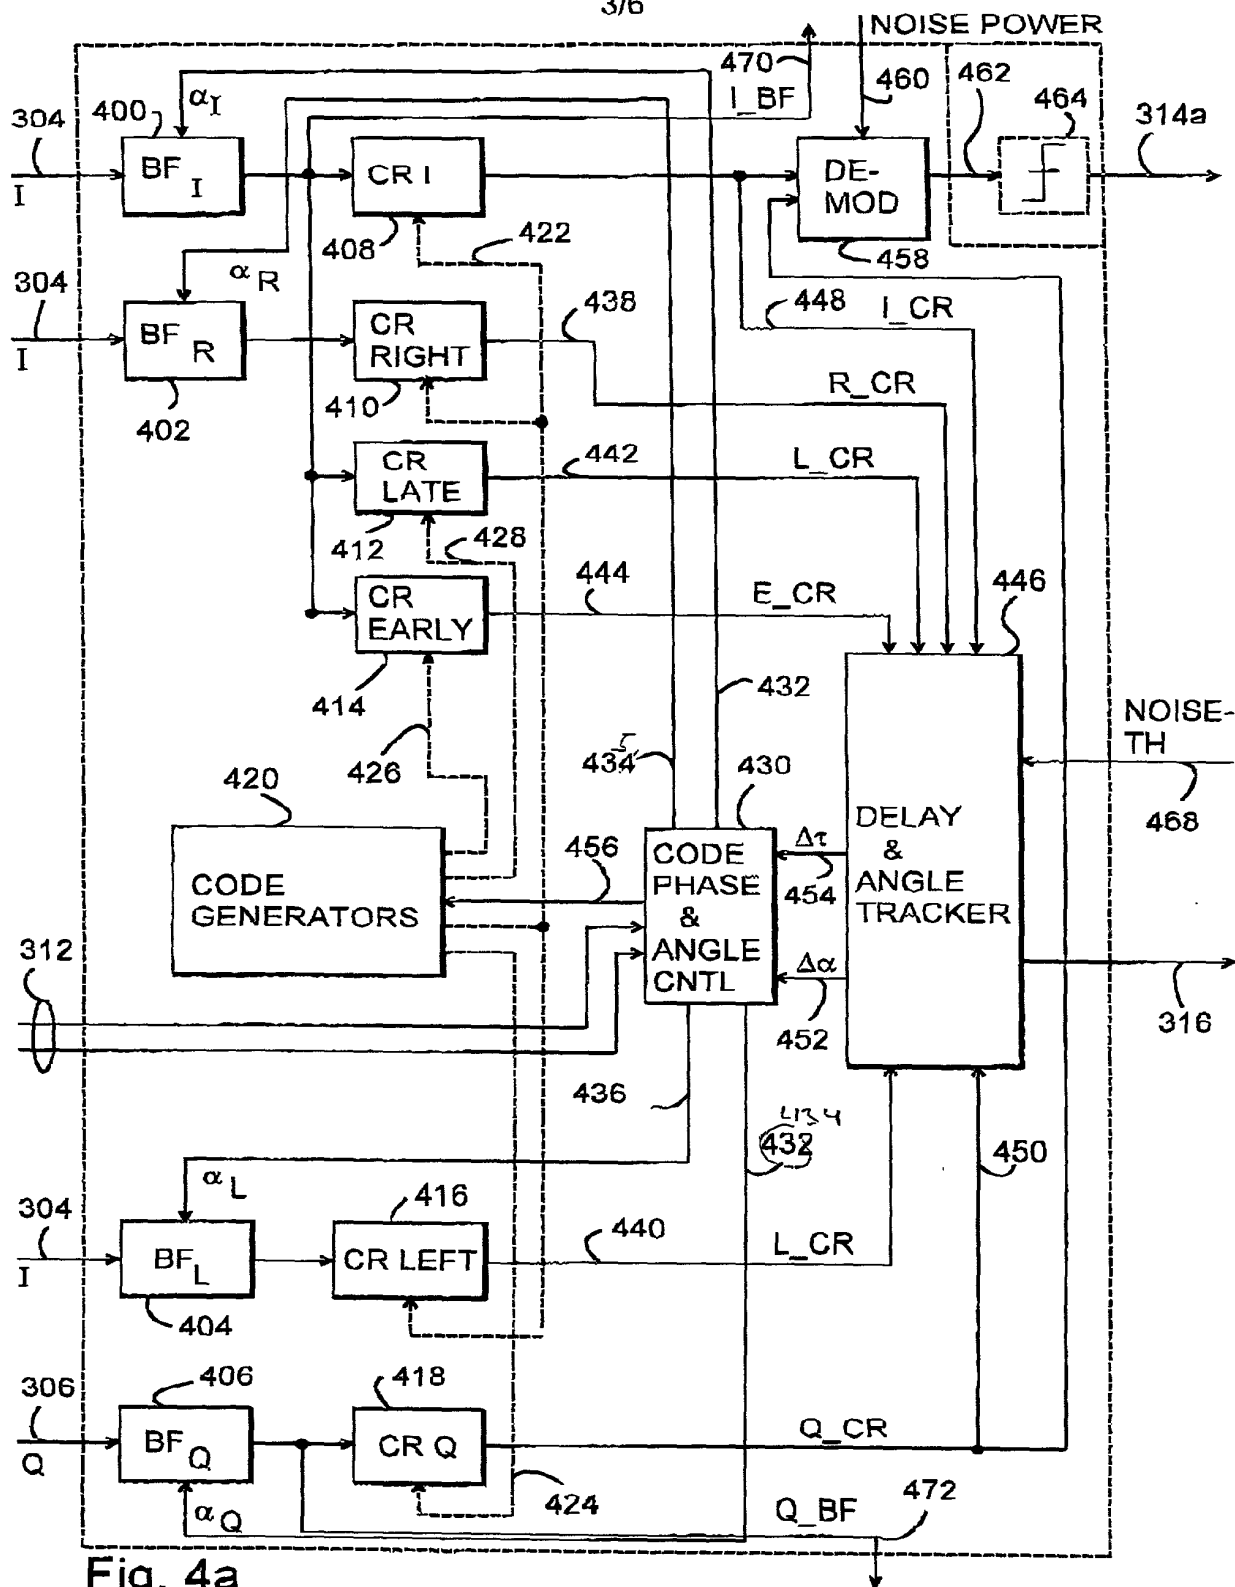 3/6
NOISE POWER
470
I_BF
460
462
464
314a
304
400
αI
I
BF I
CR I
DE-
MOD
408
422
458
304
αR
448
I_CR
438
I
BF R
CR
RIGHT
R_CR
402
410
CR
LATE
442
L_CR
412
428
444
E_CR
446
CR
EARLY
414
432
NOISE-
TH
426
434
5
430
468
420
456
CODE
GENERATORS
CODE
PHASE
&
ANGLE
CNTL
Δτ
454
DELAY
&
ANGLE
TRACKER
312
Δα
452
316
436
434
432
450
αL
304
416
440
L_CR
I
BFL
CR LEFT
404
306
406
418
Q_CR
Q
BF Q
CR Q
424
472
αQ
Q_BF
Fig. 4a